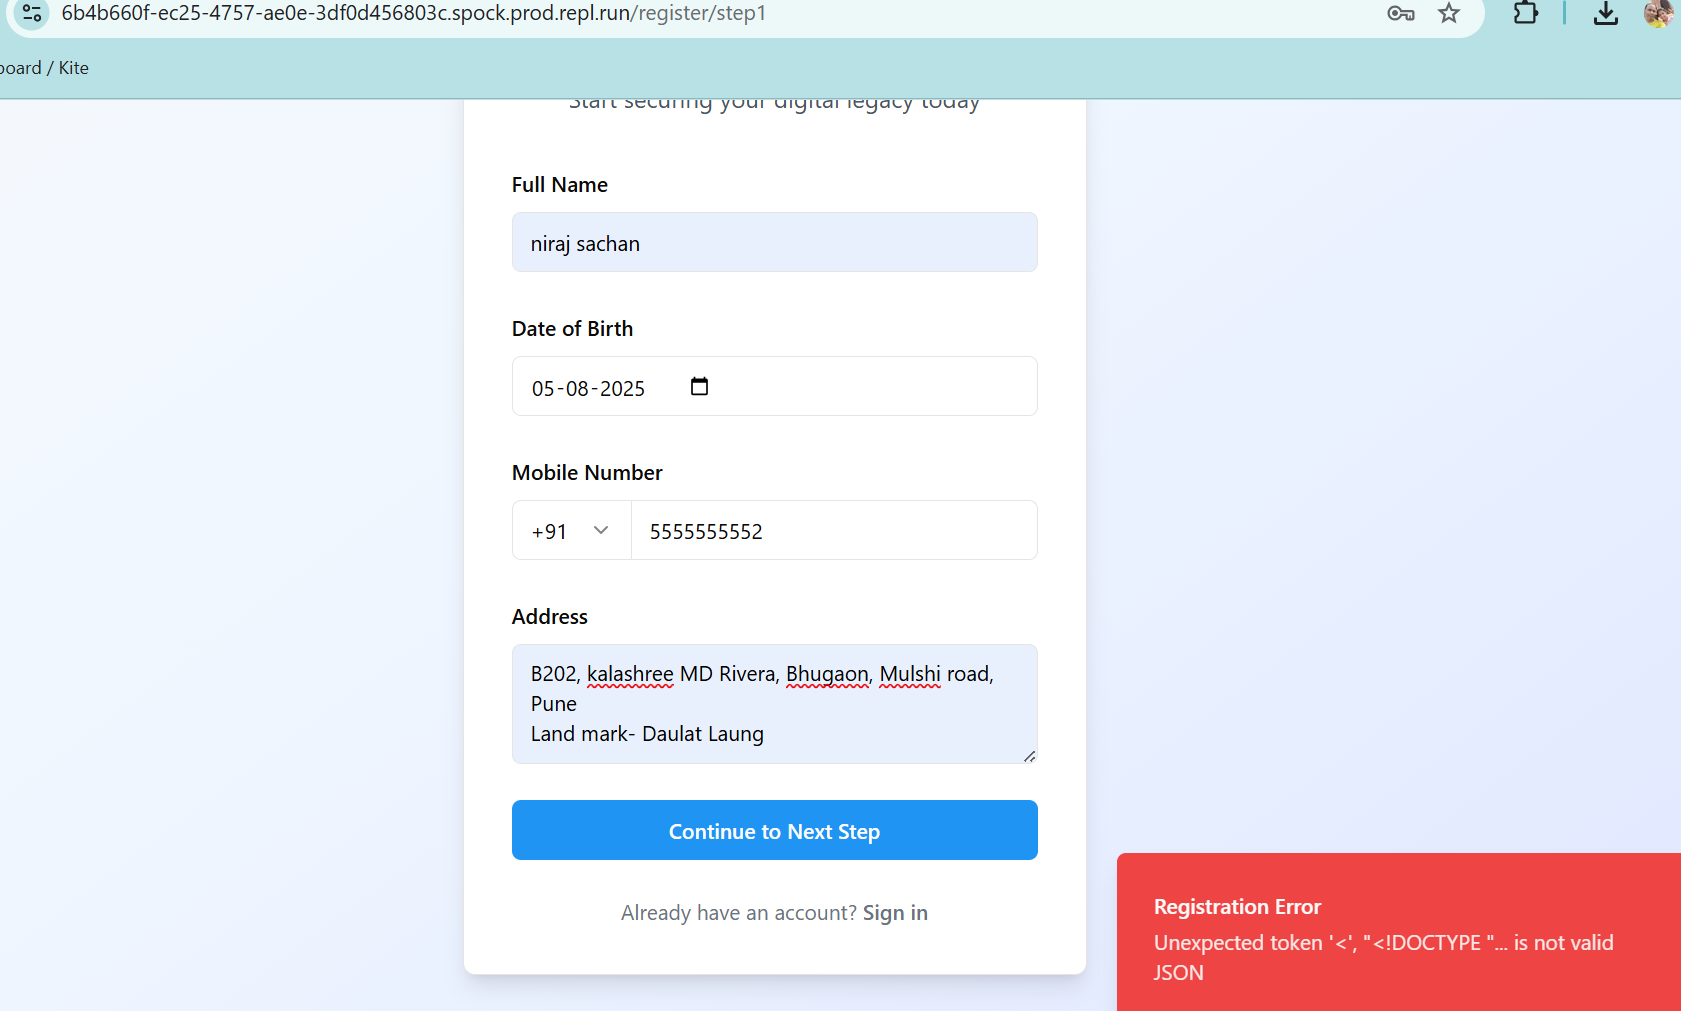 6b4b660f-ec25-4757-ae0e-3df0d456803c.spock.prod.repl.run/register/step1
board / Kite
Start securing your digital legacy today
Full Name
niraj sachan
Date of Birth
05-08-2025
Mobile Number
+91 5555555552
Address
B202, kalashree MD Rivera, Bhugaon, Mulshi road,
Pune
Land mark- Daulat Laung
Continue to Next Step
Already have an account? Sign in
Registration Error
Unexpected token '<', "<!DOCTYPE "... is not valid
JSON